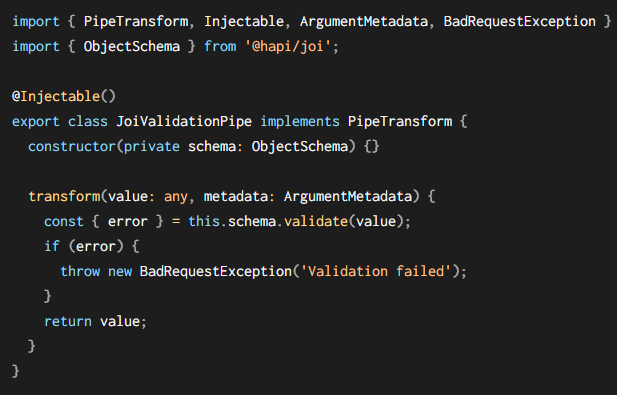 import { PipeTransform, Injectable, ArgumentMetadata, BadRequestException }
import { ObjectSchema } from '@hapi/joi';
@Injectable()
export class JoiValidationPipe implements PipeTransform {
constructor(private schema: ObjectSchema) {}
transform(value: any, metadata: ArgumentMetadata) {
const { error } = this.schema.validate(value);
if (error) {
throw new BadRequestException('Validation failed');
}
return value;
}
}